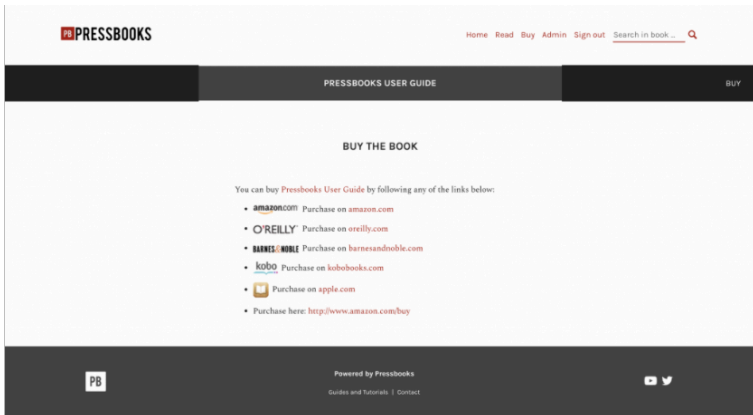 PB PRESSBOOKS
Home Read Buy Admin Sign out Search in book ...
PRESSBOOKS USER GUIDE
BUY
BUY THE BOOK
You can buy Pressbooks User Guide by following any of the links below:
• amazon.com Purchase on amazon.com
• O'REILLY Purchase on oreilly.com
• BARNES&NOBLE Purchase on barnesandnoble.com
• kobo Purchase on kobobooks.com
• Purchase on apple.com
• Purchase here: http://www.amazon.com/buy
PB
Powered by Pressbooks
Guides and Tutorials | Contact